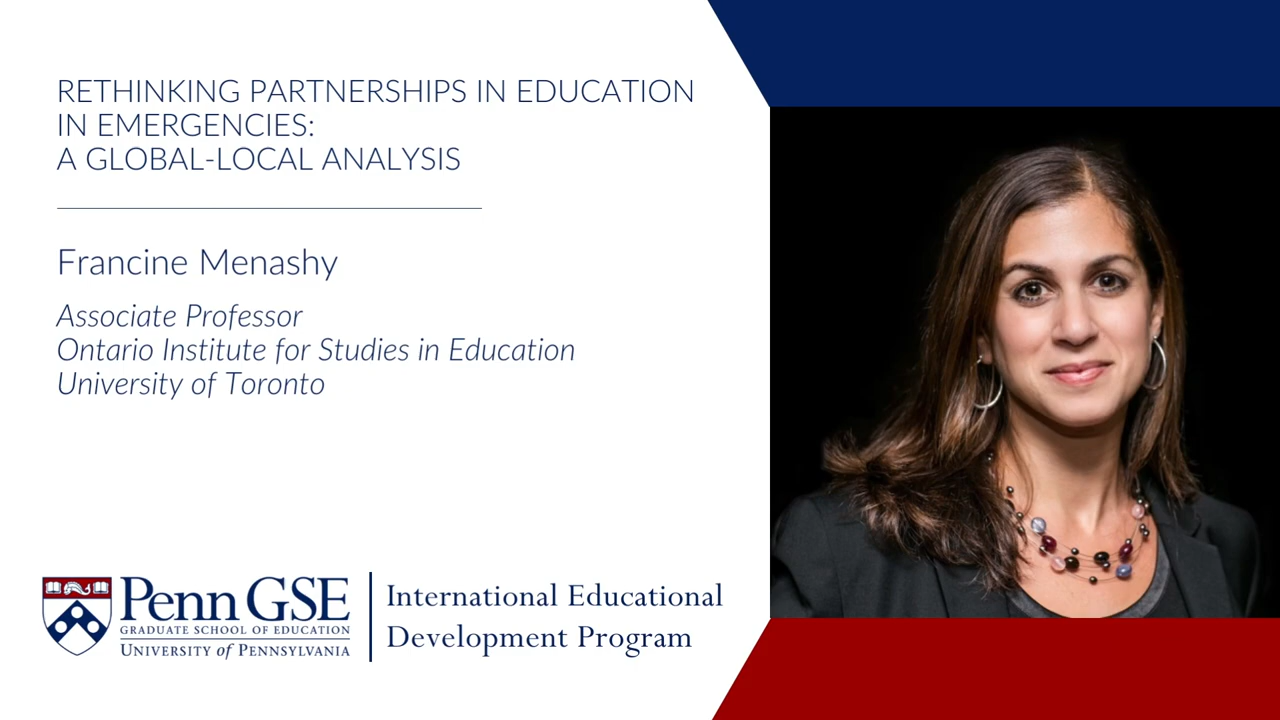 RETHINKING PARTNERSHIPS IN EDUCATION
IN EMERGENCIES:
A GLOBAL-LOCAL ANALYSIS
Francine Menashy
Associate Professor
Ontario Institute for Studies in Education
University of Toronto
Penn GSE
GRADUATE SCHOOL OF EDUCATION
UNIVERSITY of PENNSYLVANIA
International Educational
Development Program